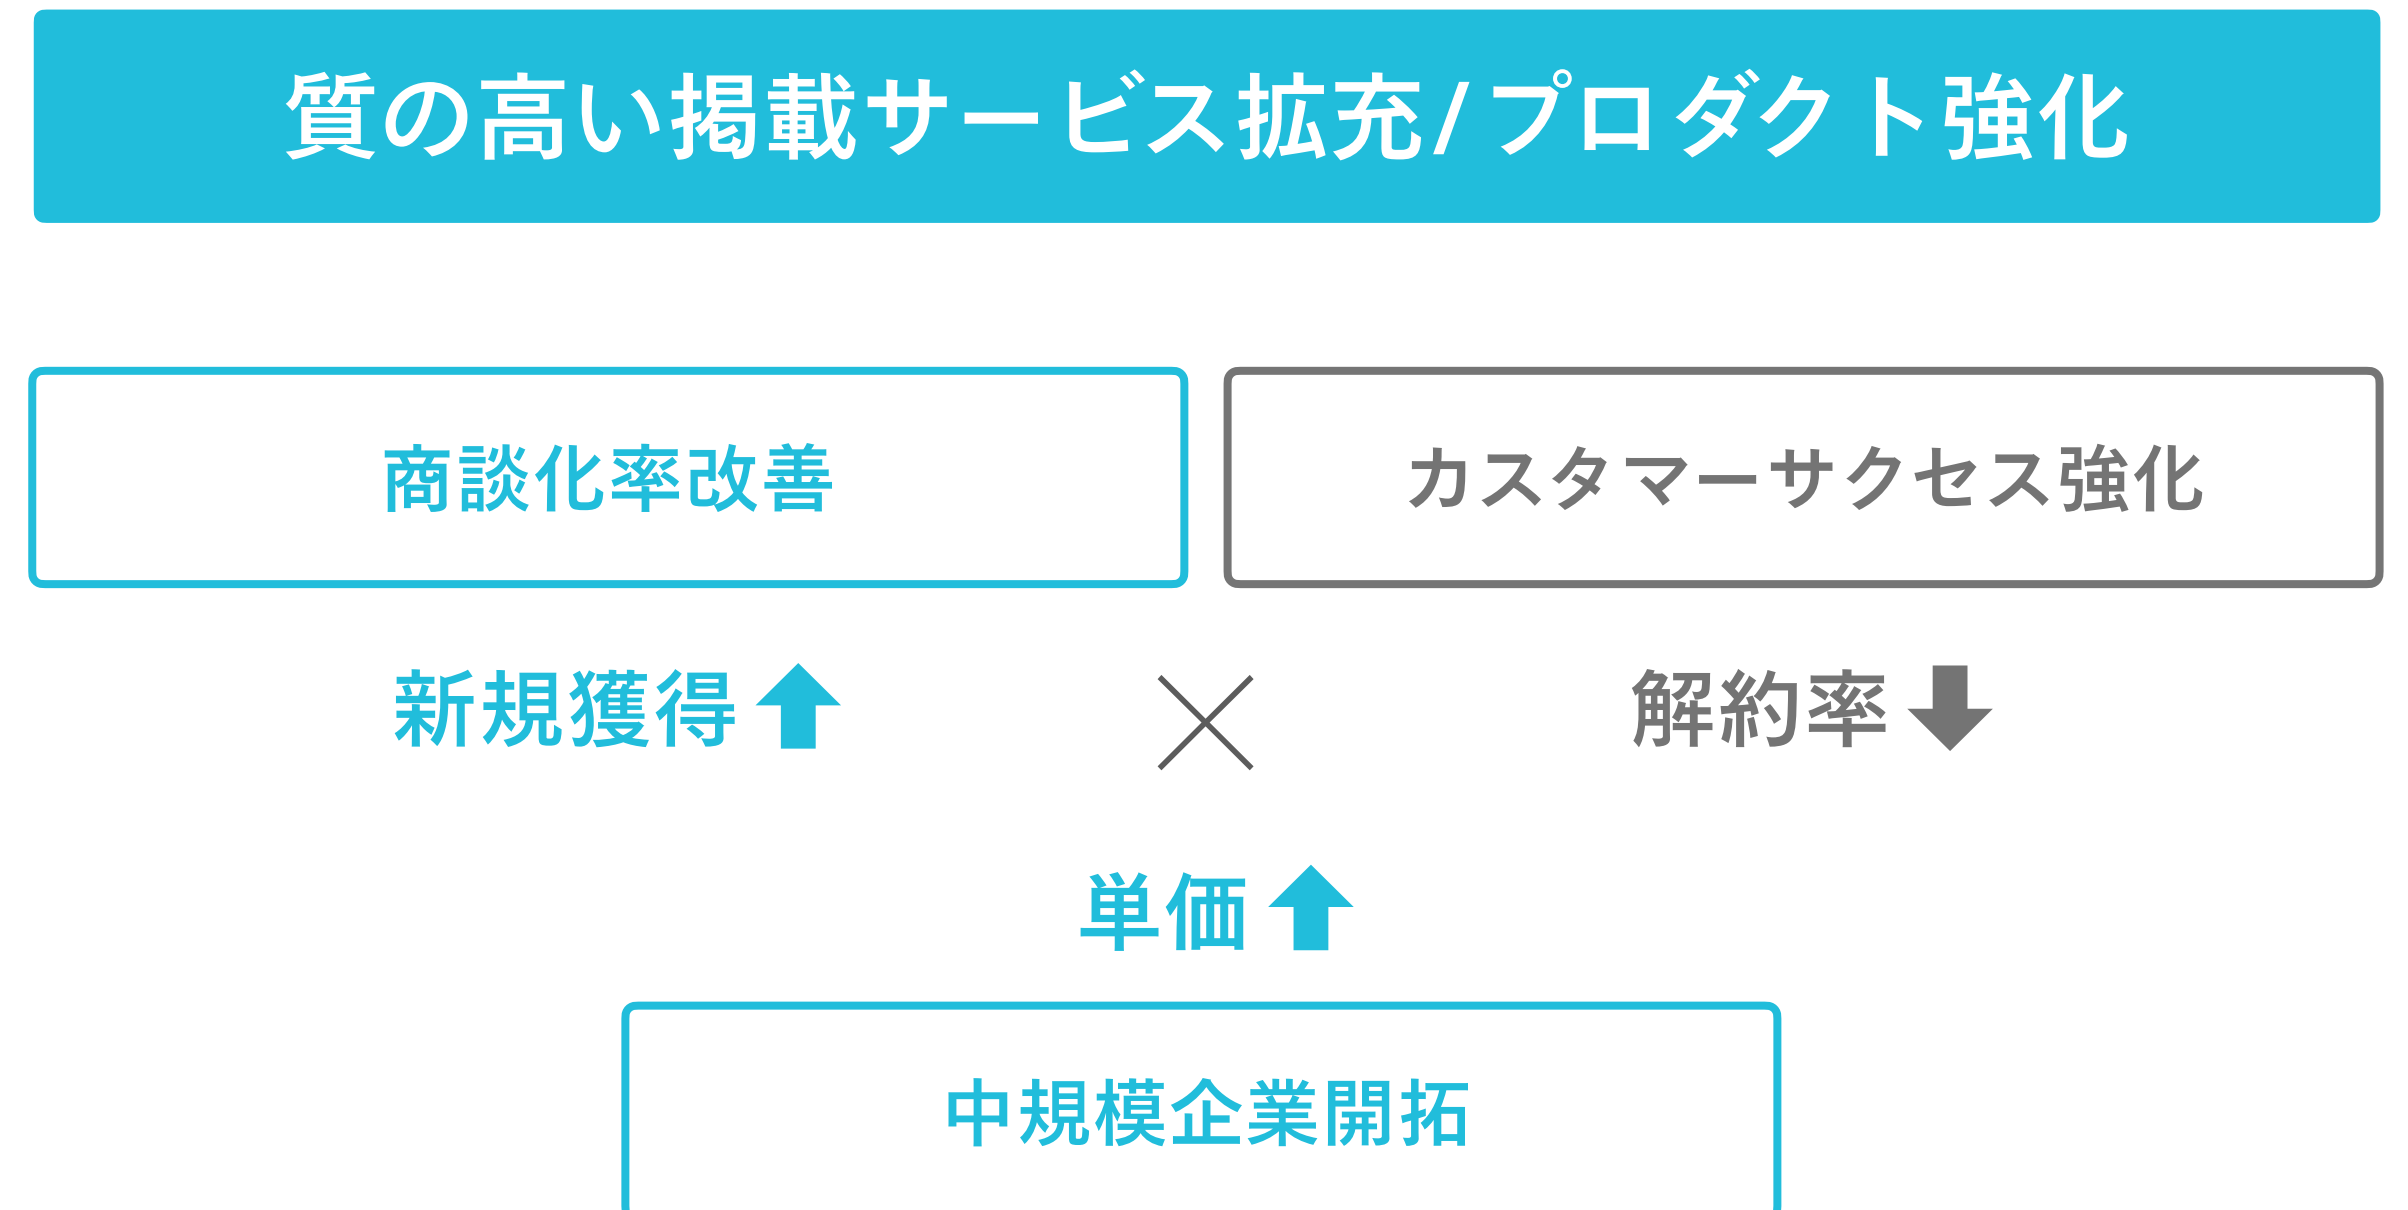 質の高い掲載サービス拡充/プロダクト強化
商談化率改善
カスタマーサクセス強化
新規獲得
解約率
単価
中規模企業開拓